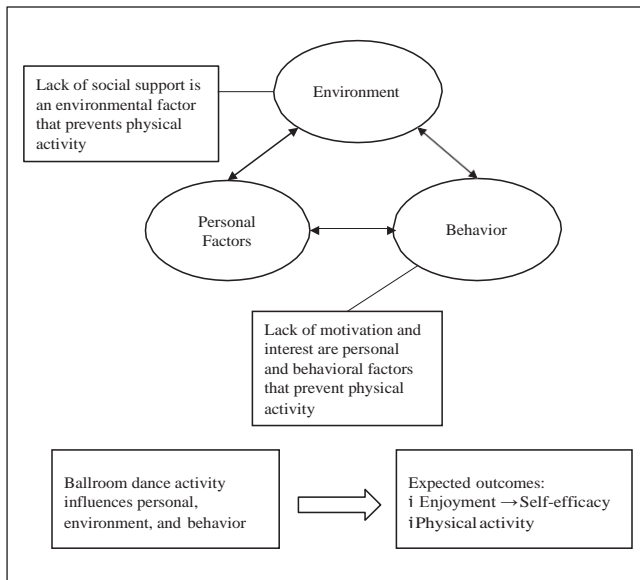 Lack of social support is
an environmental factor
that prevents physical
activity
Environment
Personal
Factors
Behavior
Lack of motivation and
interest are personal
and behavioral factors
that prevent physical
activity
Ballroom dance activity
influences personal,
environment, and behavior
Expected outcomes:
i Enjoyment →Self-efficacy
iPhysical activity